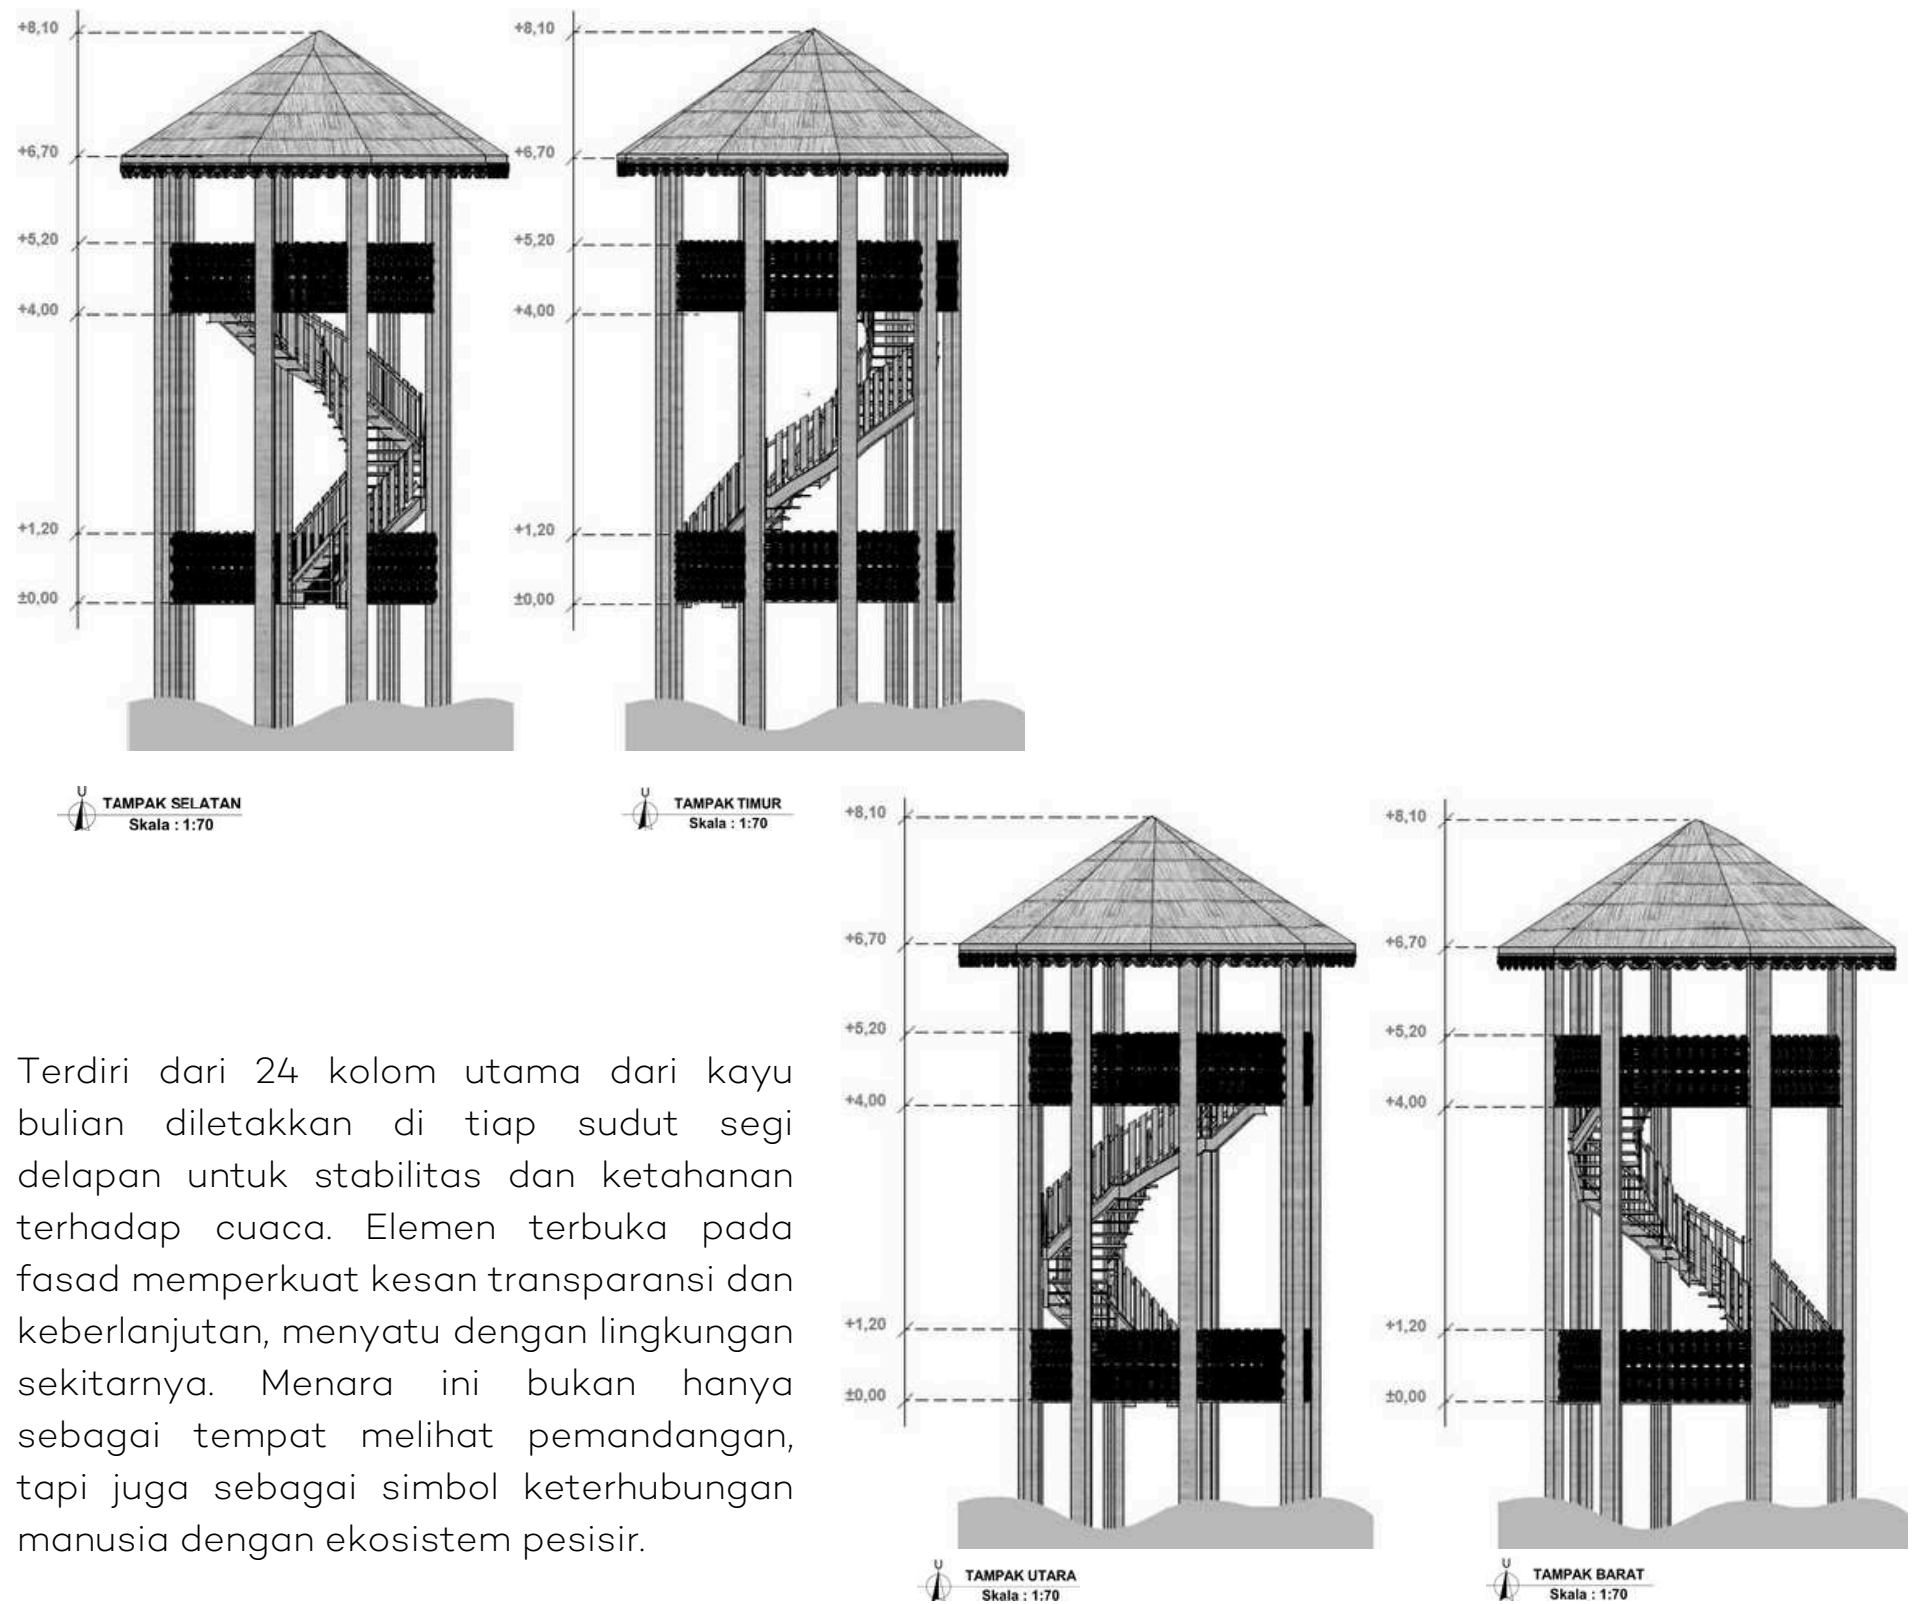 +8,10
+6,70
+5,20
+4,00
+1,20
±0,00
U
TAMPAK SELATAN
Skala : 1:70
+8,10
+6,70
+5,20
+4,00
+1,20
±0,00
U
TAMPAK TIMUR
Skala : 1:70
Terdiri dari 24 kolom utama dari kayu
bulian diletakkan di tiap sudut segi
delapan untuk stabilitas dan ketahanan
terhadap cuaca. Elemen terbuka pada
fasad memperkuat kesan transparansi dan
keberlanjutan, menyatu dengan lingkungan
sekitarnya. Menara ini bukan hanya
sebagai tempat melihat pemandangan,
tapi juga sebagai simbol keterhubungan
manusia dengan ekosistem pesisir.
+8,10
+6,70
+5,20
+4,00
+1,20
±0,00
U
TAMPAK UTARA
Skala : 1:70
+8,10
+6,70
+5,20
+4,00
+1,20
±0,00
U
TAMPAK BARAT
Skala : 1:70